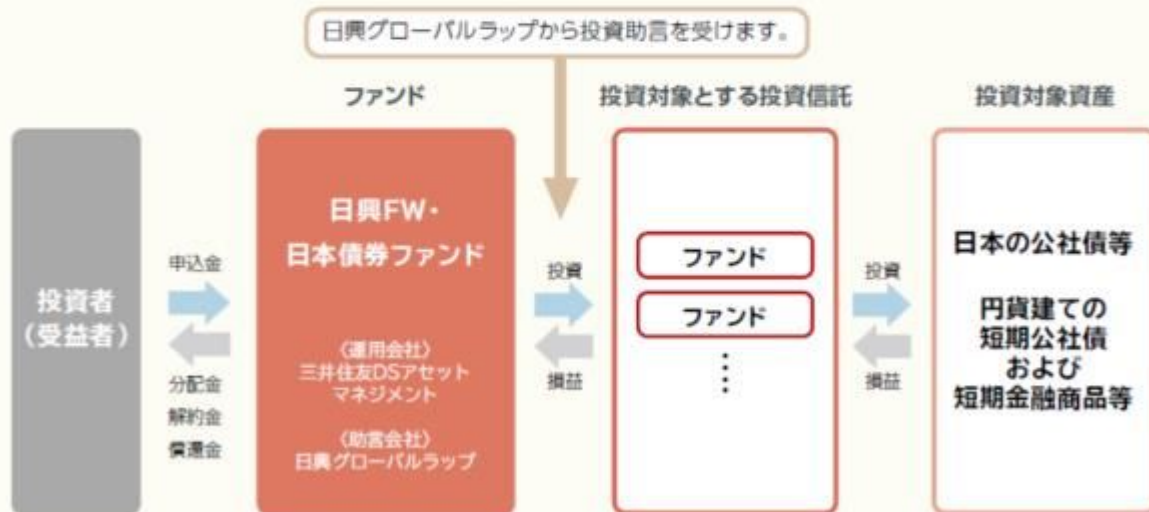 日興グローバルラップから投資助言を受けます。
ファンド
投資対象とする投資信託
投資対象資産
投資者
（受益者）
申込金
分配金
解約金
償還金
日興FW・
日本債券ファンド
〈運用会社〉
三井住友DSアセット
マネジメント
〈助言会社〉
日興グローバルラップ
投資
損益
ファンド
ファンド
⋮
投資
損益
日本の公社債等
円貨建ての
短期公社債
および
短期金融商品等